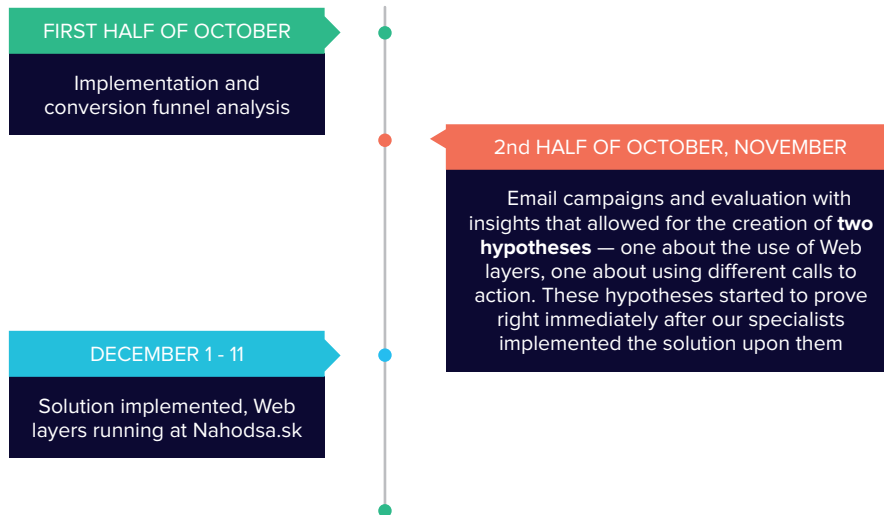 FIRST HALF OF OCTOBER
Implementation and
conversion funnel analysis
2nd HALF OF OCTOBER, NOVEMBER
Email campaigns and evaluation with
insights that allowed for the creation of two
hypotheses — one about the use of Web
layers, one about using different calls to
action. These hypotheses started to prove
right immediately after our specialists
implemented the solution upon them
DECEMBER 1 - 11
Solution implemented, Web
layers running at Nahodsa.sk